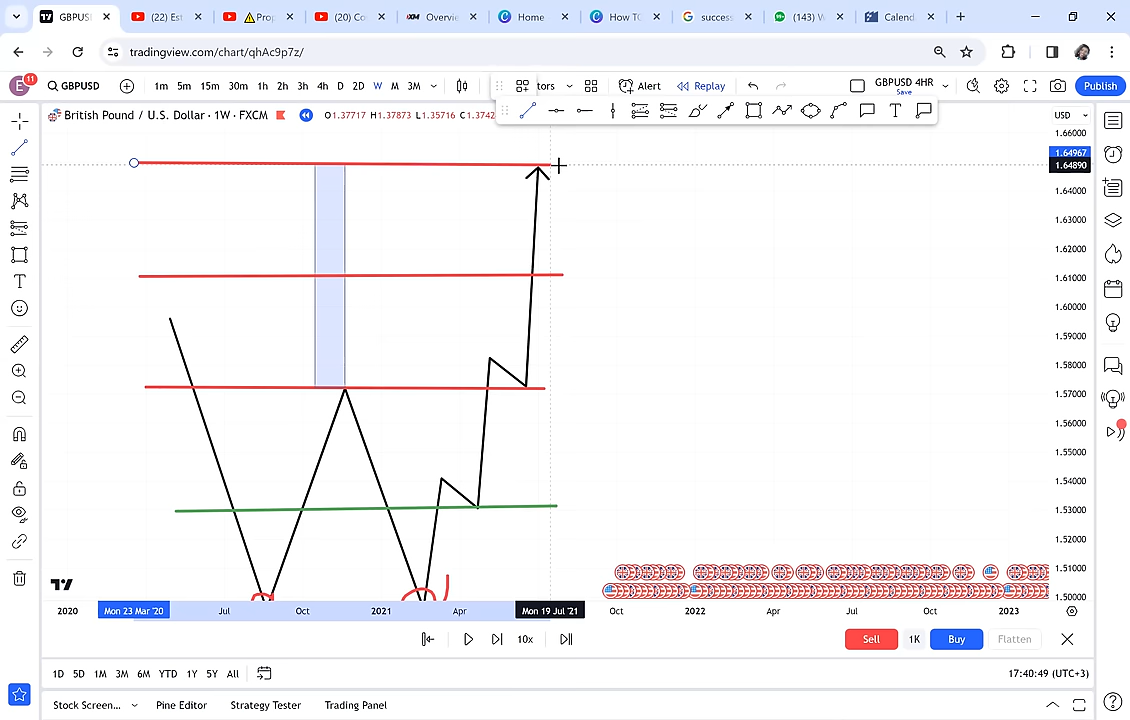 GBPUS
(22) Est
Prop
(20) Co
XM
Overvie
Home
How TO
success
(143) W
Calend
tradingview.com/chart/qhAc9p7z/
E
11
GBPUSD
1m 5m 15m 30m 1h 2h 3h 4h D 2D W M 3M
tors
Alert
Replay
GBPUSD 4HR
Save
Publish
British Pound / U.S. Dollar · 1W · FXCM
O1.37717 H1.37873 L1.35716 C1.3742
USD
1.66000
1.64967
1.64890
1.64000
1.63000
1.62000
1.61000
1.60000
1.59000
1.58000
1.57000
1.56000
1.55000
1.54000
1.53000
1.52000
1.51000
1.50000
2020
Mon 23 Mar '20
Jul
Oct
2021
Apr
Mon 19 Jul '21
Oct
2022
Apr
Jul
Oct
2023
10x
Sell
1K
Buy
Flatten
1D 5D 1M 3M 6M YTD 1Y 5Y All
17:40:49 (UTC+3)
Stock Screen...
Pine Editor
Strategy Tester
Trading Panel